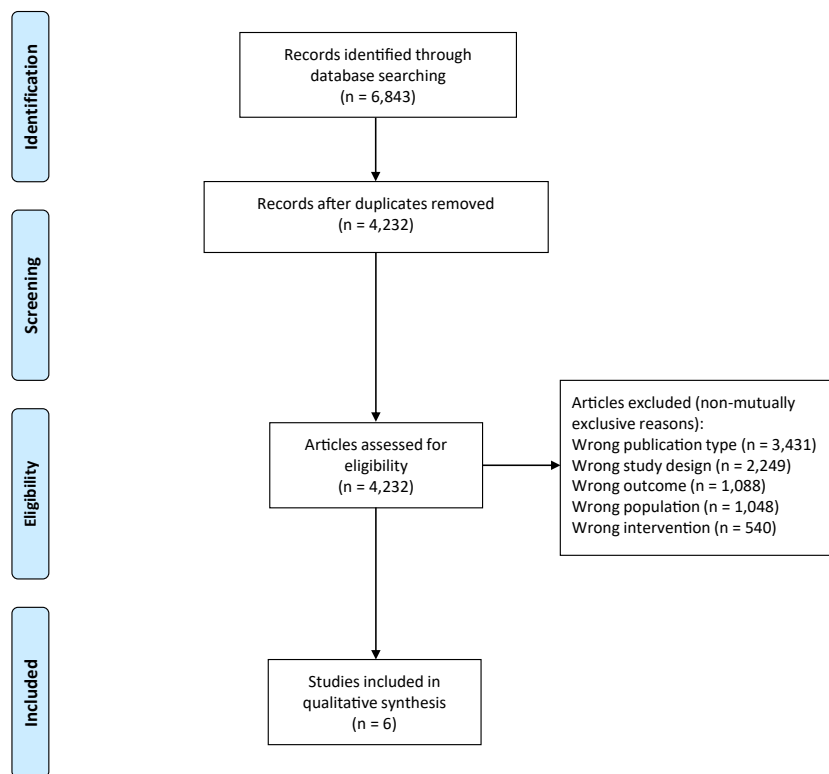 Identification
Records identified through
database searching
(n = 6,843)
Records after duplicates removed
(n = 4,232)
Screening
Eligibility
Articles assessed for
eligibility
(n = 4,232)
Articles excluded (non-mutually
exclusive reasons):
Wrong publication type (n = 3,431)
Wrong study design (n = 2,249)
Wrong outcome (n = 1,088)
Wrong population (n = 1,048)
Wrong intervention (n = 540)
Included
Studies included in
qualitative synthesis
(n = 6)